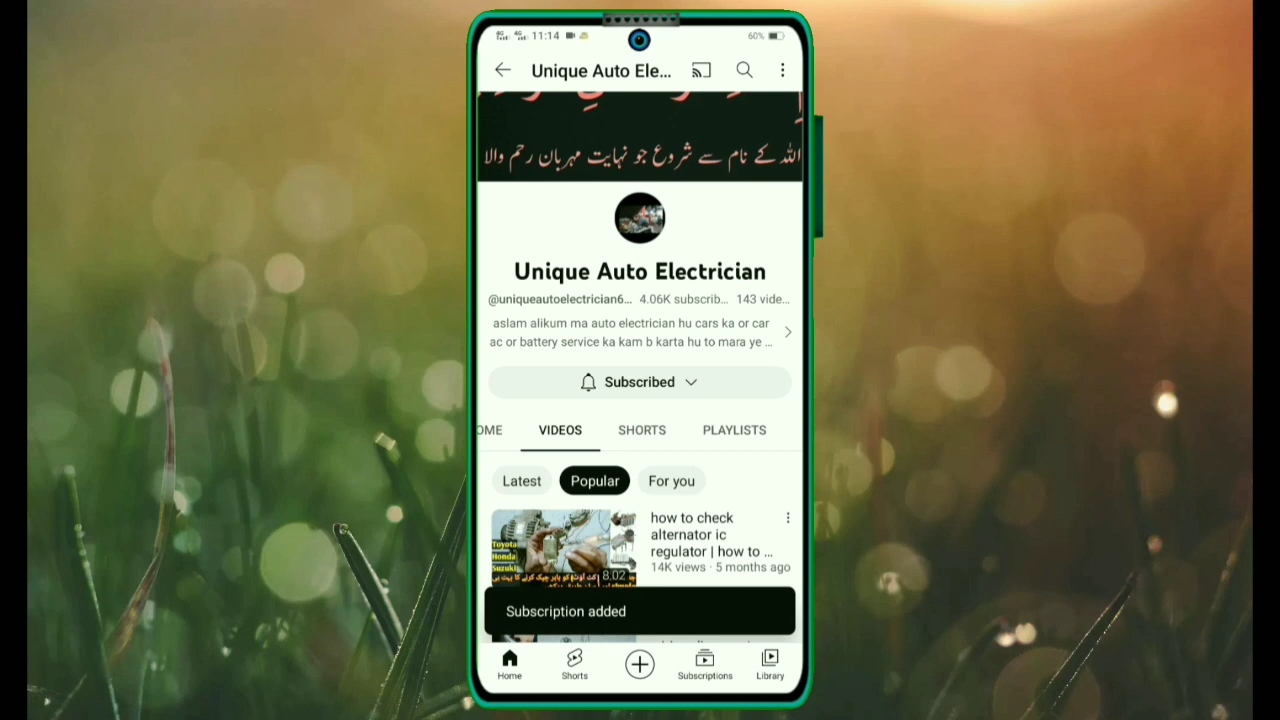 4G 4G 11:14 60%
Unique Auto Ele...
اللہ کے نام سے شروع جو نہایت مہربان رحم والا
Unique Auto Electrician
@uniqueautoelectrician6... 4.06K subscrib... 143 vide...
aslam alikum ma auto electrician hu cars ka or car
ac or battery service ka kam b karta hu to mara ye ...
Subscribed
OME VIDEOS SHORTS PLAYLISTS
Latest Popular For you
how to check
alternator ic
regulator | how to ...
14K views · 5 months ago
Toyota
Honda
Suzuki
8:02
Subscription added
Home Shorts Subscriptions Library